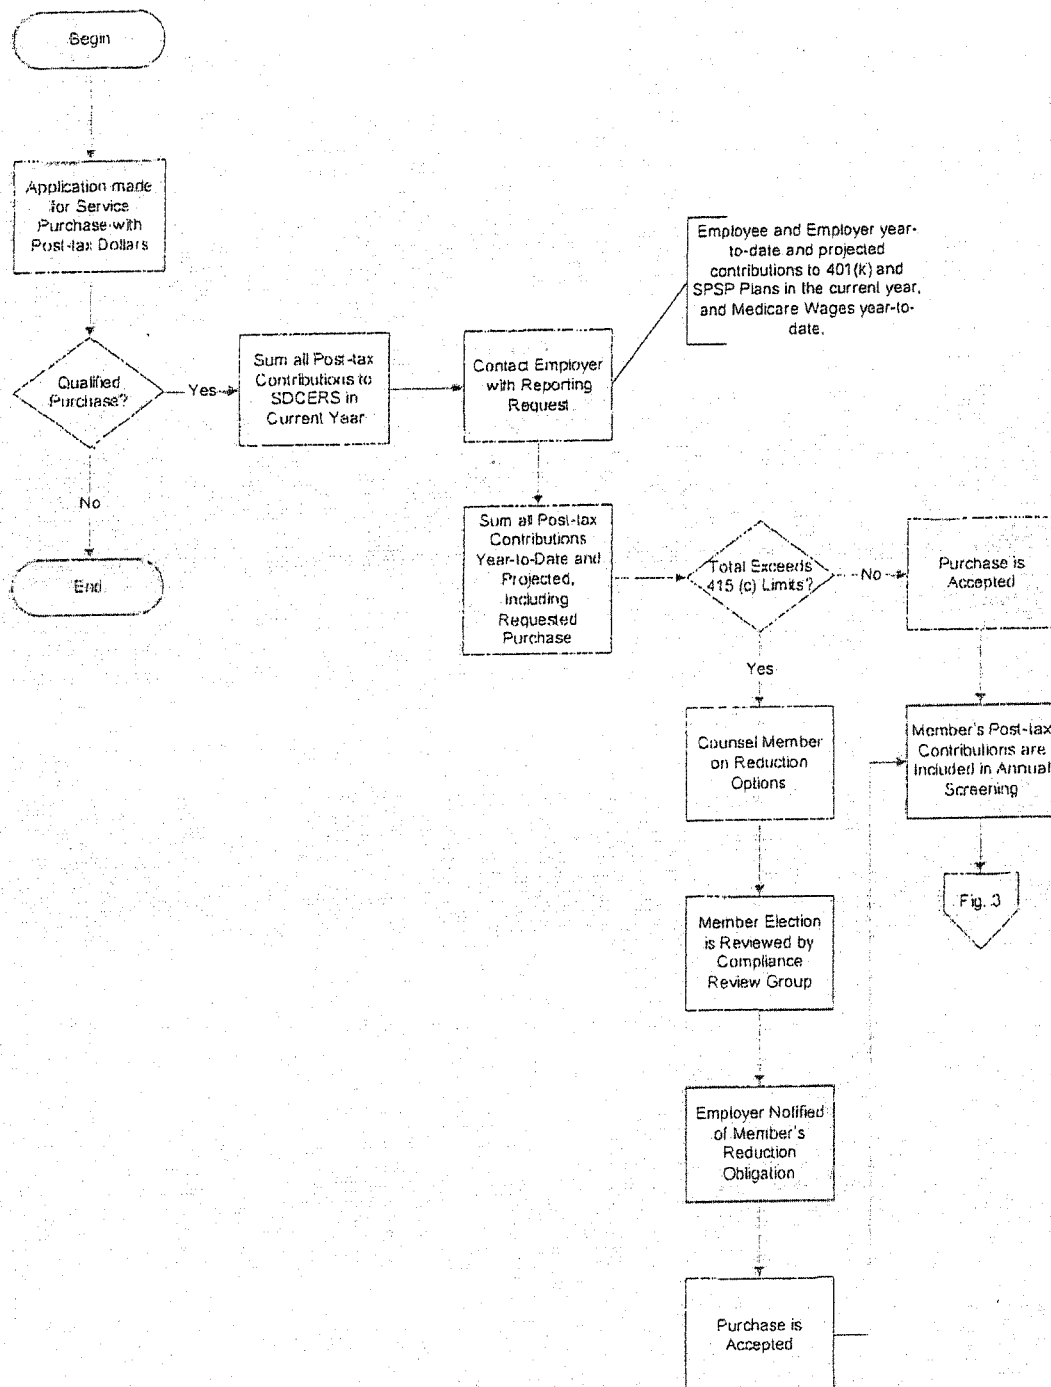 Begin
Application made
for Service
Purchase with
Post-tax Dollars
Qualified
Purchase?
Yes
No
End
Sum all Post-tax
Contributions to
SDCERS in
Current Year
Contact Employer
with Reporting
Request
Employee and Employer year-
to-date and projected
contributions to 401(k) and
SPSP Plans in the current year,
and Medicare Wages year-to-
date.
Sum all Post-tax
Contributions
Year-to-Date and
Projected,
Including
Requested
Purchase
Total Exceeds
415 (c) Limits?
No
Purchase is
Accepted
Yes
Counsel Member
on Reduction
Options
Member's Post-tax
Contributions are
Included in Annual
Screening
Fig. 3
Member Election
is Reviewed by
Compliance
Review Group
Employer Notified
of Member's
Reduction
Obligation
Purchase is
Accepted